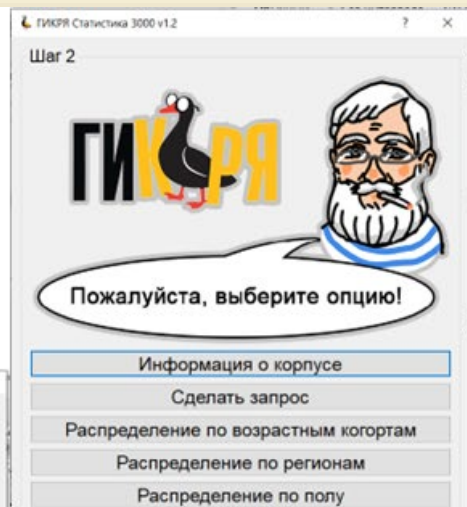 ГИКРЯ Статистика 3000 v1.2
Шаг 2
ГИКРЯ
Пожалуйста, выберите опцию!
Информация о корпусе
Сделать запрос
Распределение по возрастным когортам
Распределение по регионам
Распределение по полу